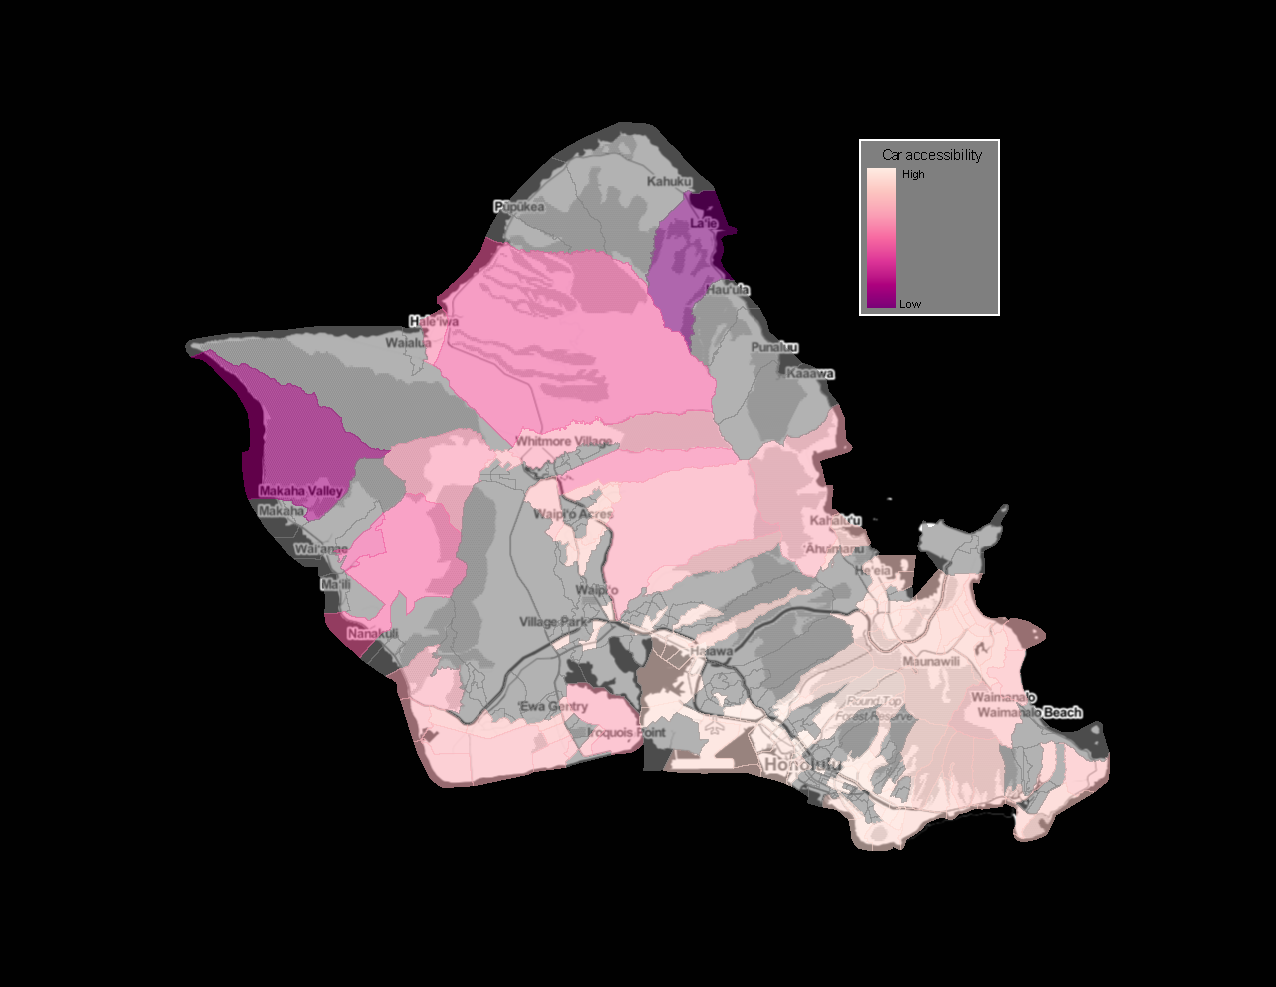 Car accessibility
High
Low
Kahuku
Pūpūkea
Lā'ie
Hau'ula
Hale'iwa
Waialua
Punaluu
Kaaawa
Whitmore Village
Makaha Valley
Makaha
Waipi'o Acres
Kahalu'u
Wai'anae
'Āhuimanu
He'eia
Ma'ili
Waipi'o
Village Park
Nanakuli
Halawa
Maunawili
Waimanalo
Waimanalo Beach
Round Top
Forest Reserve
'Ewa Gentry
Iroquois Point
Honolulu